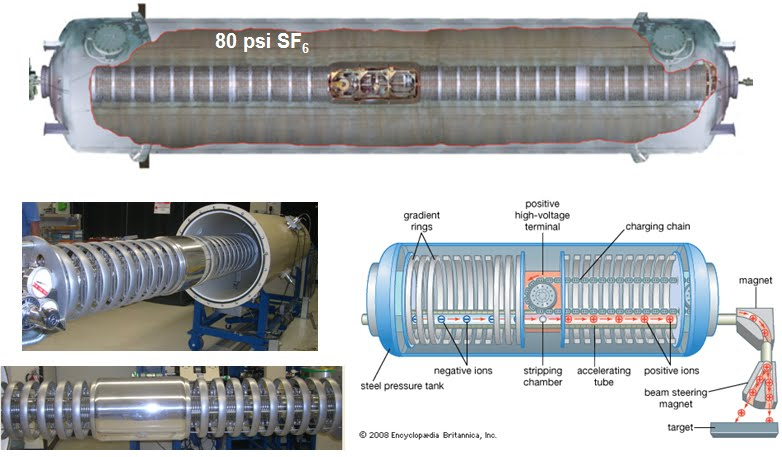 80 psi SF6
positive
high-voltage
terminal
gradient
rings
charging chain
magnet
steel pressure tank
negative ions
stripping
chamber
accelerating
tube
positive ions
beam steering
magnet
target
© 2008 Encyclopædia Britannica, Inc.